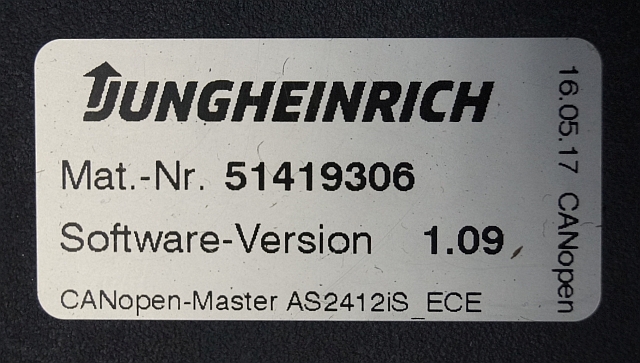 JUNGHEINRICH
Mat.-Nr. 51419306
Software-Version 1.09
CANopen-Master AS2412iS_ECE
16.05.17 CANopen